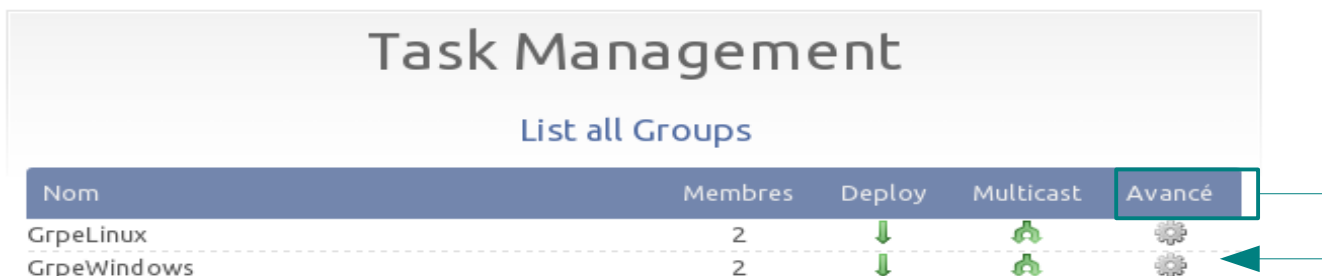 Task Management
List all Groups
Nom Membres Deploy Multicast Avancé
GrpeLinux 2
GrpeWindows 2